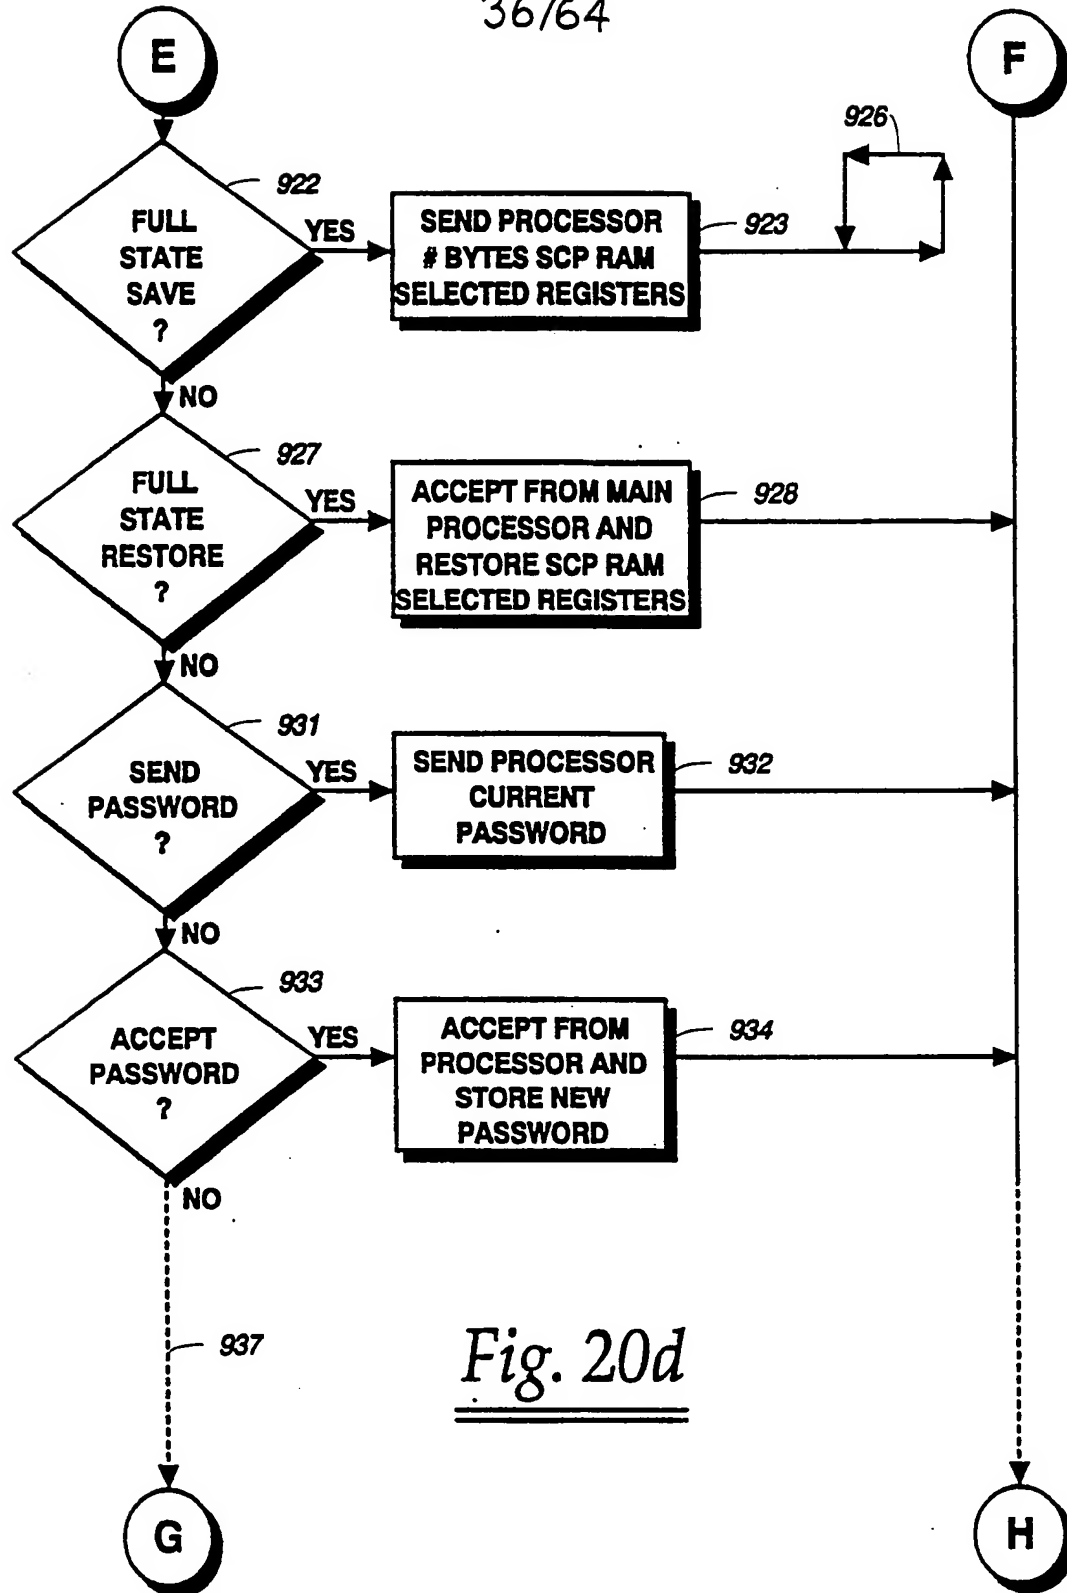 36/64
E
F
922
FULL
STATE
SAVE
?
YES
SEND PROCESSOR
# BYTES SCP RAM
SELECTED REGISTERS
923
926
NO
927
FULL
STATE
RESTORE
?
YES
ACCEPT FROM MAIN
PROCESSOR AND
RESTORE SCP RAM
SELECTED REGISTERS
928
NO
931
SEND
PASSWORD
?
YES
SEND PROCESSOR
CURRENT
PASSWORD
932
NO
933
ACCEPT
PASSWORD
?
YES
ACCEPT FROM
PROCESSOR AND
STORE NEW
PASSWORD
934
NO
937
Fig. 20d
G
H